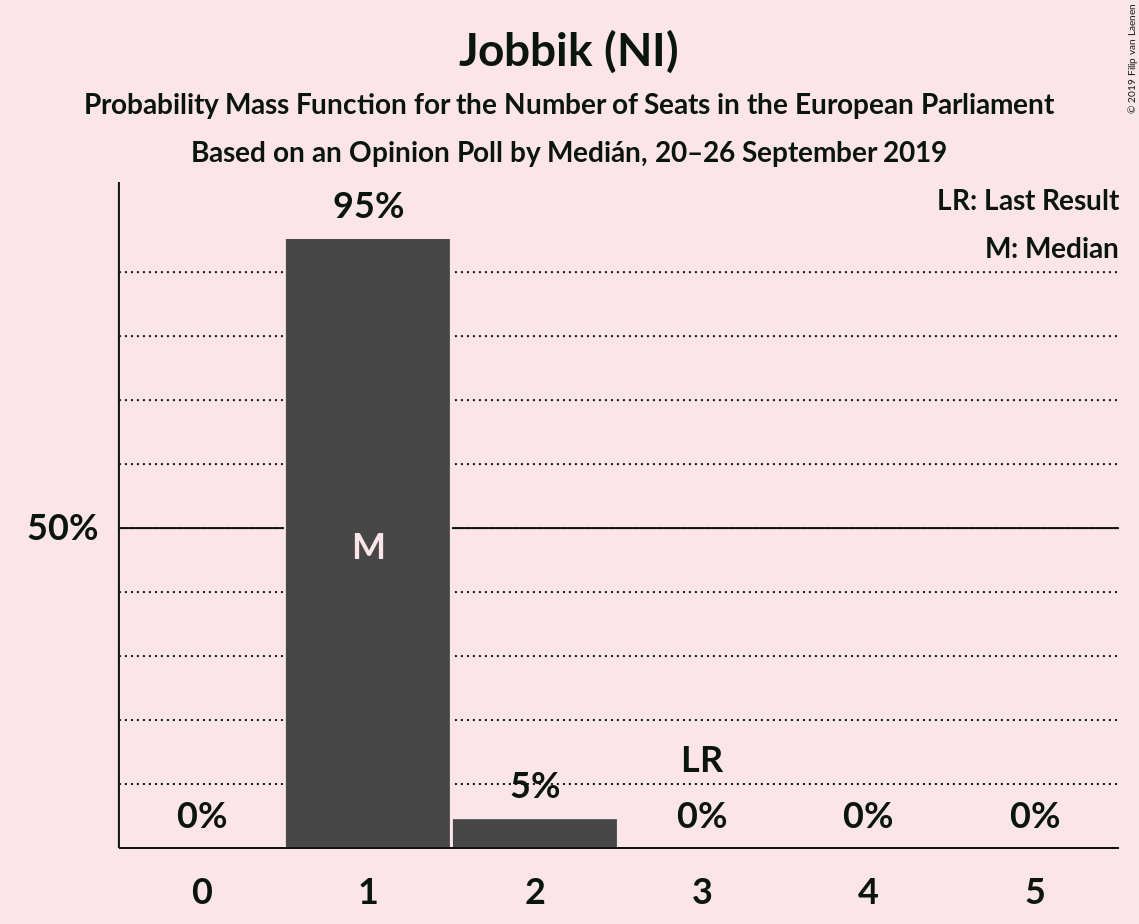 Jobbik (NI)
Probability Mass Function for the Number of Seats in the European Parliament
Based on an Opinion Poll by Medián, 20–26 September 2019
© 2019 Filip van Laenen
LR: Last Result
M: Median
95%
50%
M
LR
0%
5%
0%
0%
0%
0 1 2 3 4 5